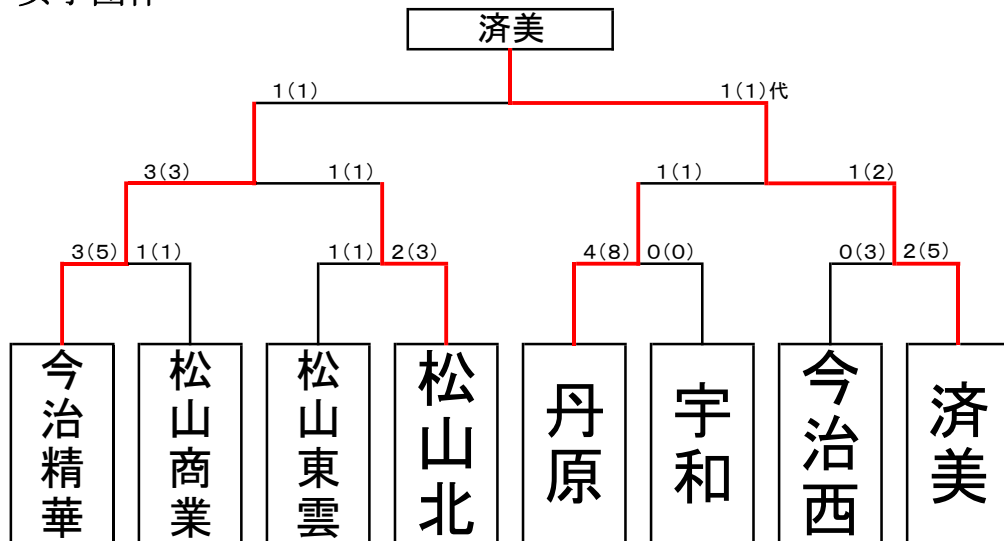 済美
1(1) 1(1)代
3(3) 1(1) 1(1) 1(2)
3(5) 1(1) 1(1) 2(3) 4(8) 0(0) 0(3) 2(5)
今治精華
松山商業
松山東雲
松山北
丹原
宇和
今治西
済美